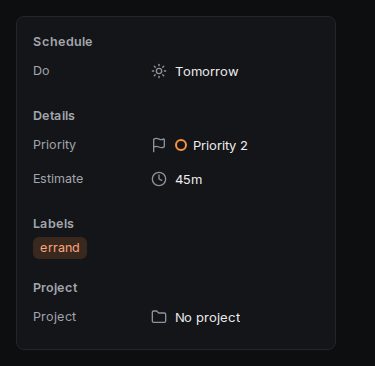 Schedule
Do Tomorrow
Details
Priority Priority 2
Estimate 45m
Labels
errand
Project
Project No project